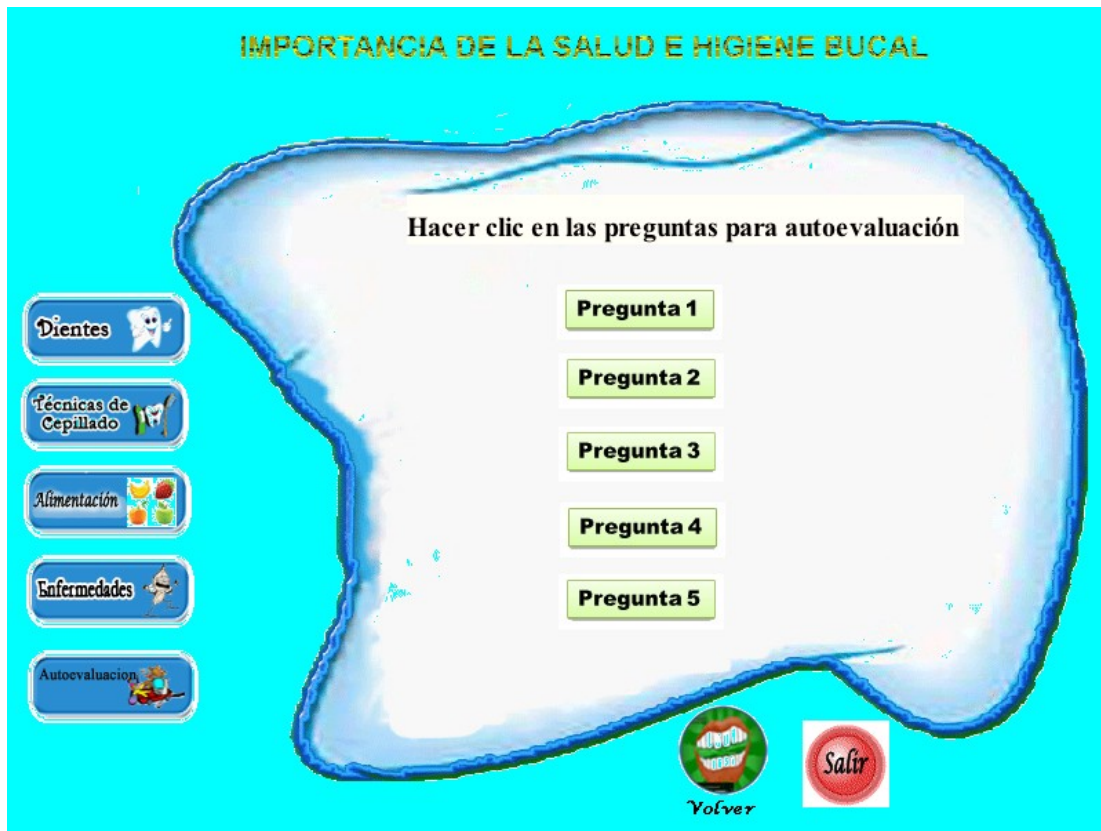 IMPORTANCIA DE LA SALUD E HIGIENE BUCAL
Hacer clic en las preguntas para autoevaluación
Pregunta 1
Pregunta 2
Pregunta 3
Pregunta 4
Pregunta 5
Dientes
Técnicas de
Cepillado
Alimentación
Enfermedades
Autoevaluacion
Volver
Salir